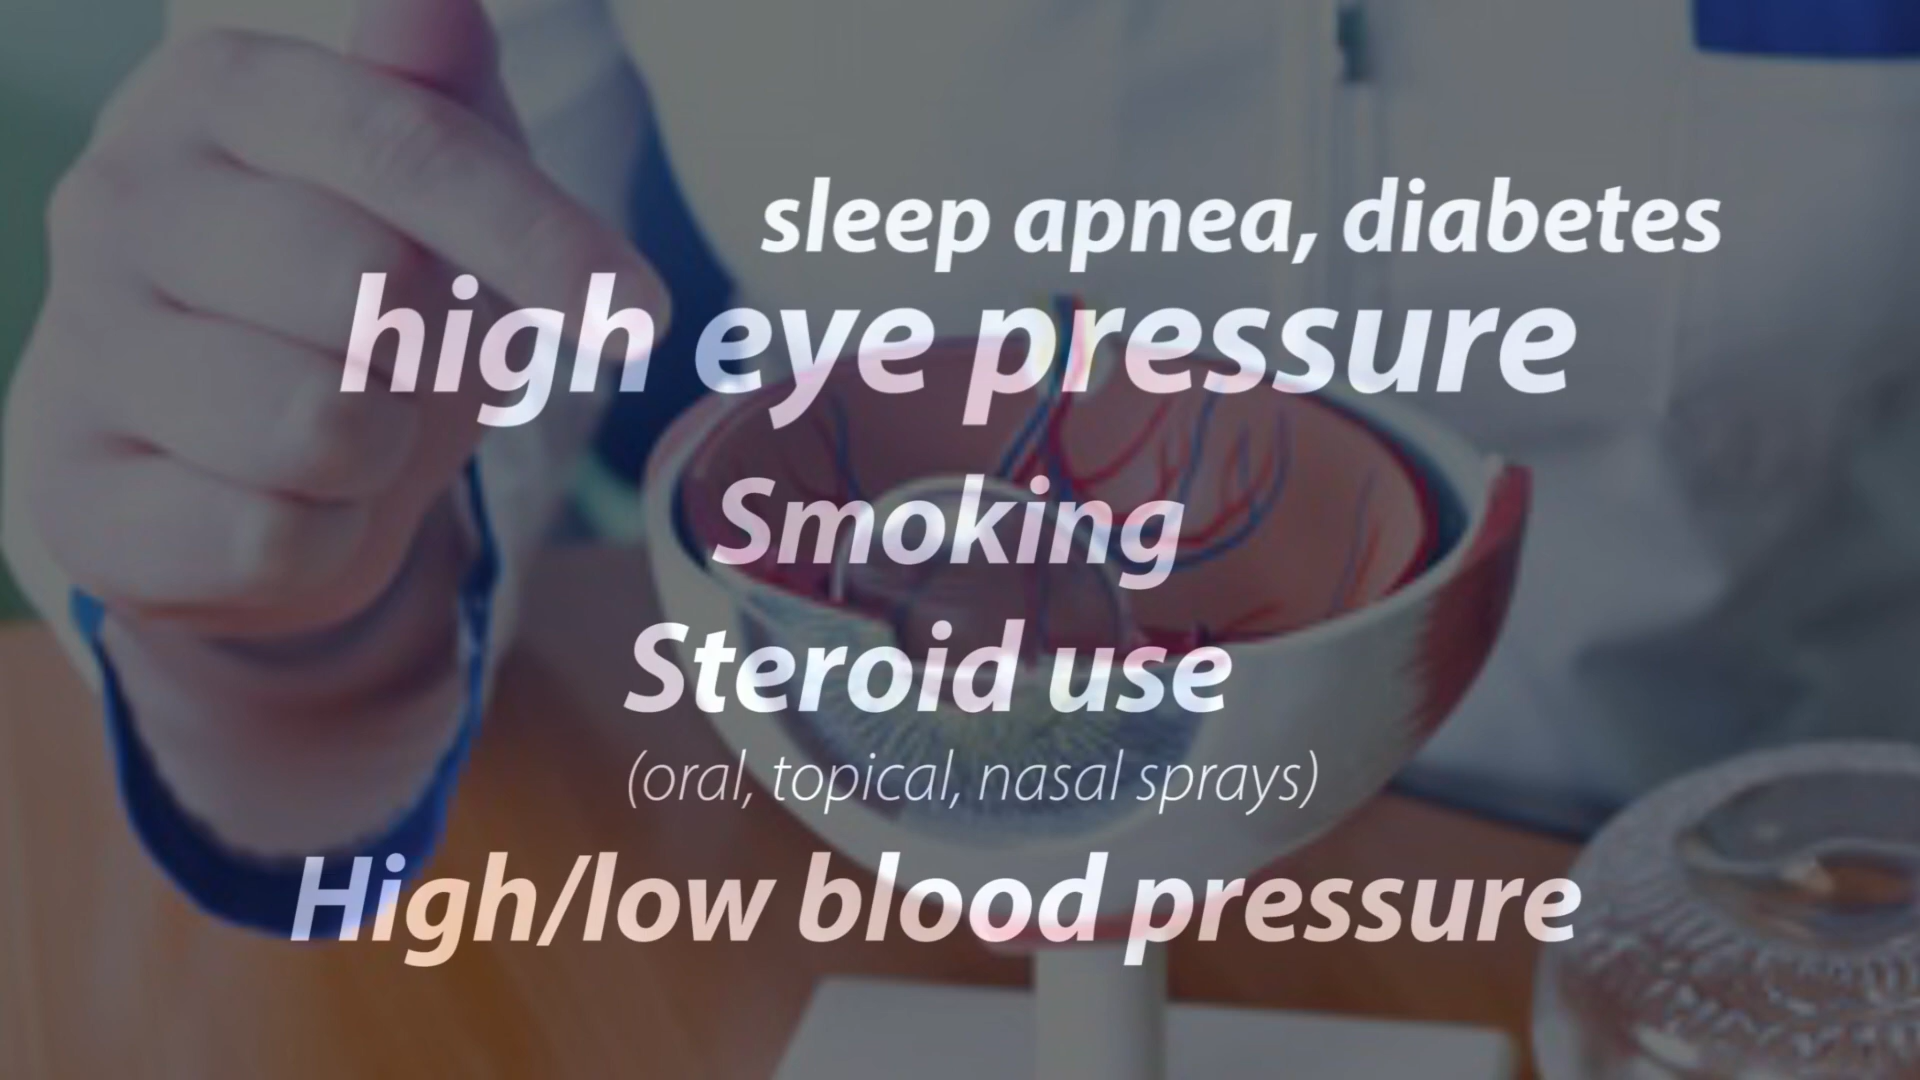 sleep apnea, diabetes
high eye pressure
Smoking
Steroid use
(oral, topical, nasal sprays)
High/low blood pressure